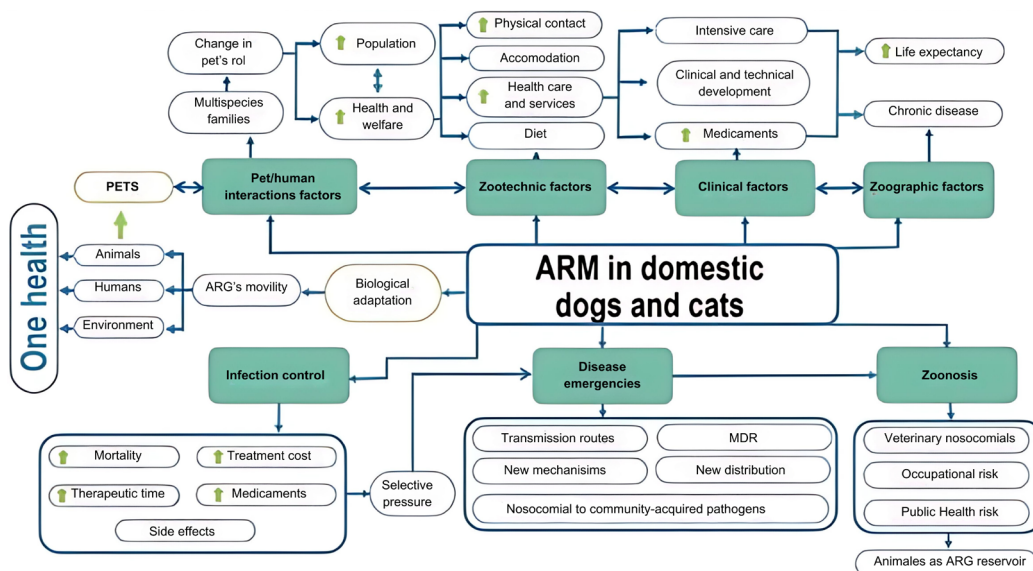 Change in
pet's rol
Population
Physical contact
Intensive care
Life expectancy
Accomodation
Clinical and technical
development
Multispecies
families
Health and
welfare
Health care
and services
Diet
Medicaments
Chronic disease
PETS
Pet/human
interactions factors
Zootechnic factors
Clinical factors
Zoographic factors
One health
Animals
Humans
Environment
ARG's movility
Biological
adaptation
ARM in domestic
dogs and cats
Infection control
Disease
emergencies
Zoonosis
Mortality
Treatment cost
Therapeutic time
Medicaments
Side effects
Selective
pressure
Transmission routes
MDR
New mechanisims
New distribution
Nosocomial to community-acquired pathogens
Veterinary nosocomials
Occupational risk
Public Health risk
Animales as ARG reservoir